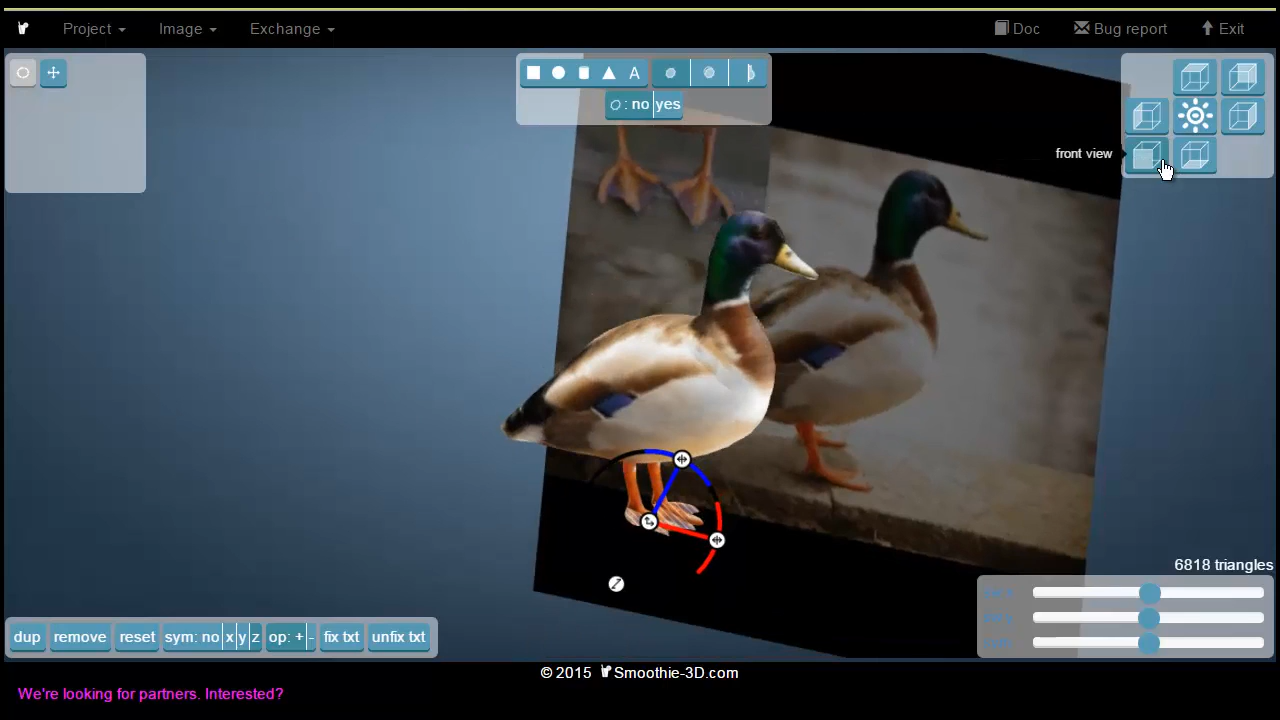 Project Image Exchange Doc Bug report Exit
A
: no yes
front view
6818 triangles
dup remove reset sym: no x y z op: + - fix txt unfix txt
© 2015 Smoothie-3D.com
We're looking for partners. Interested?